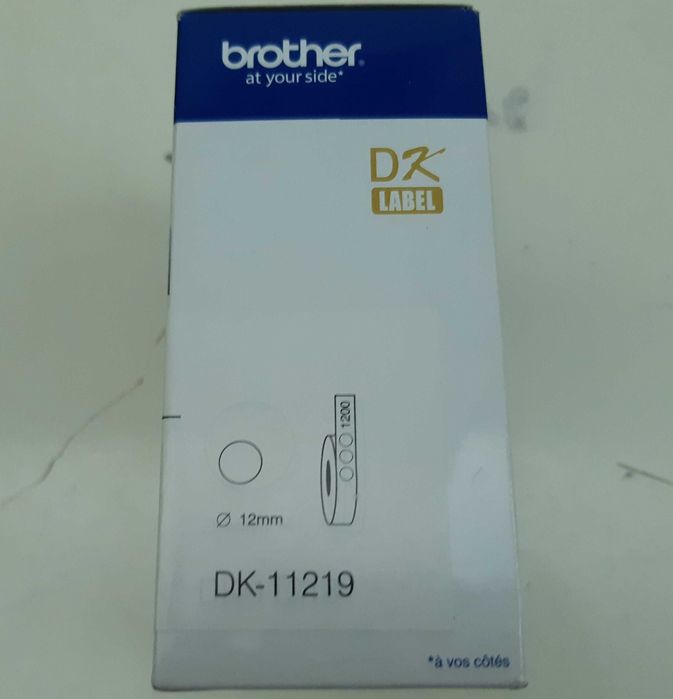 brother
at your side*
DK
LABEL
1200
Ø 12mm
DK-11219
*à vos côtés